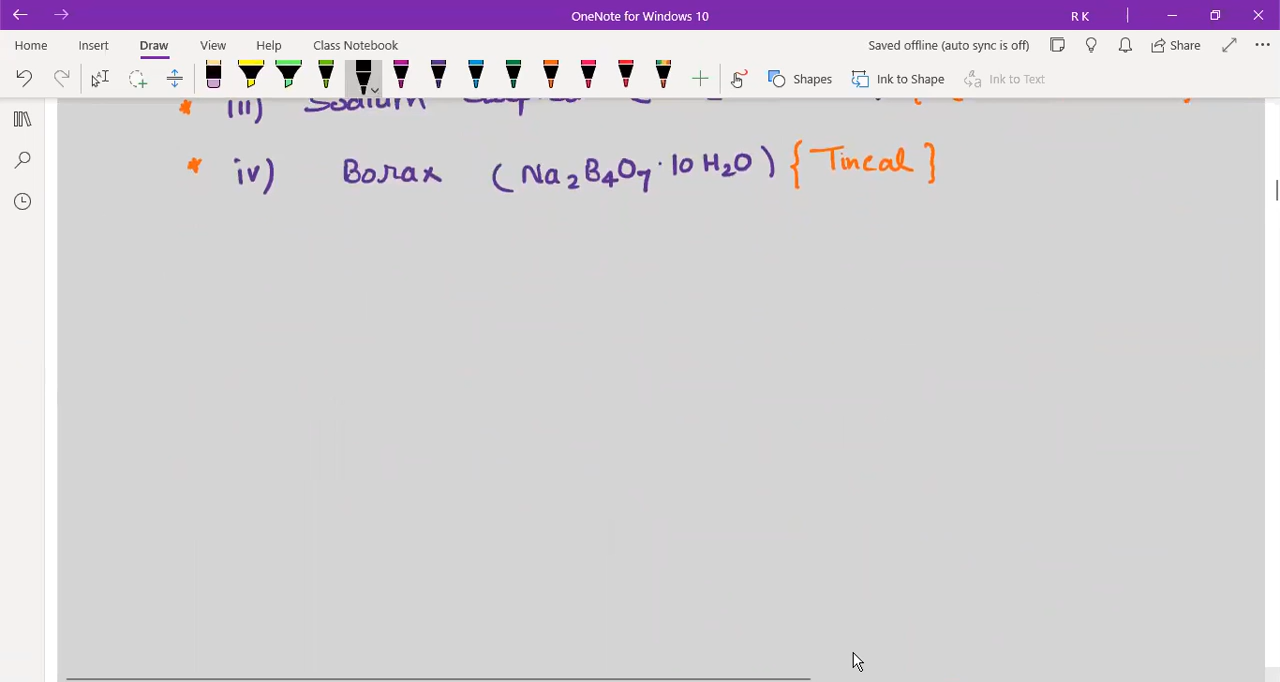 OneNote for Windows 10
R K
Home Insert Draw View Help Class Notebook
Saved offline (auto sync is off) Share
Shapes Ink to Shape Ink to Text
* iii) Sodium
* iv) Borax (Na₂B₄O₇·10H₂O) {Tincal}